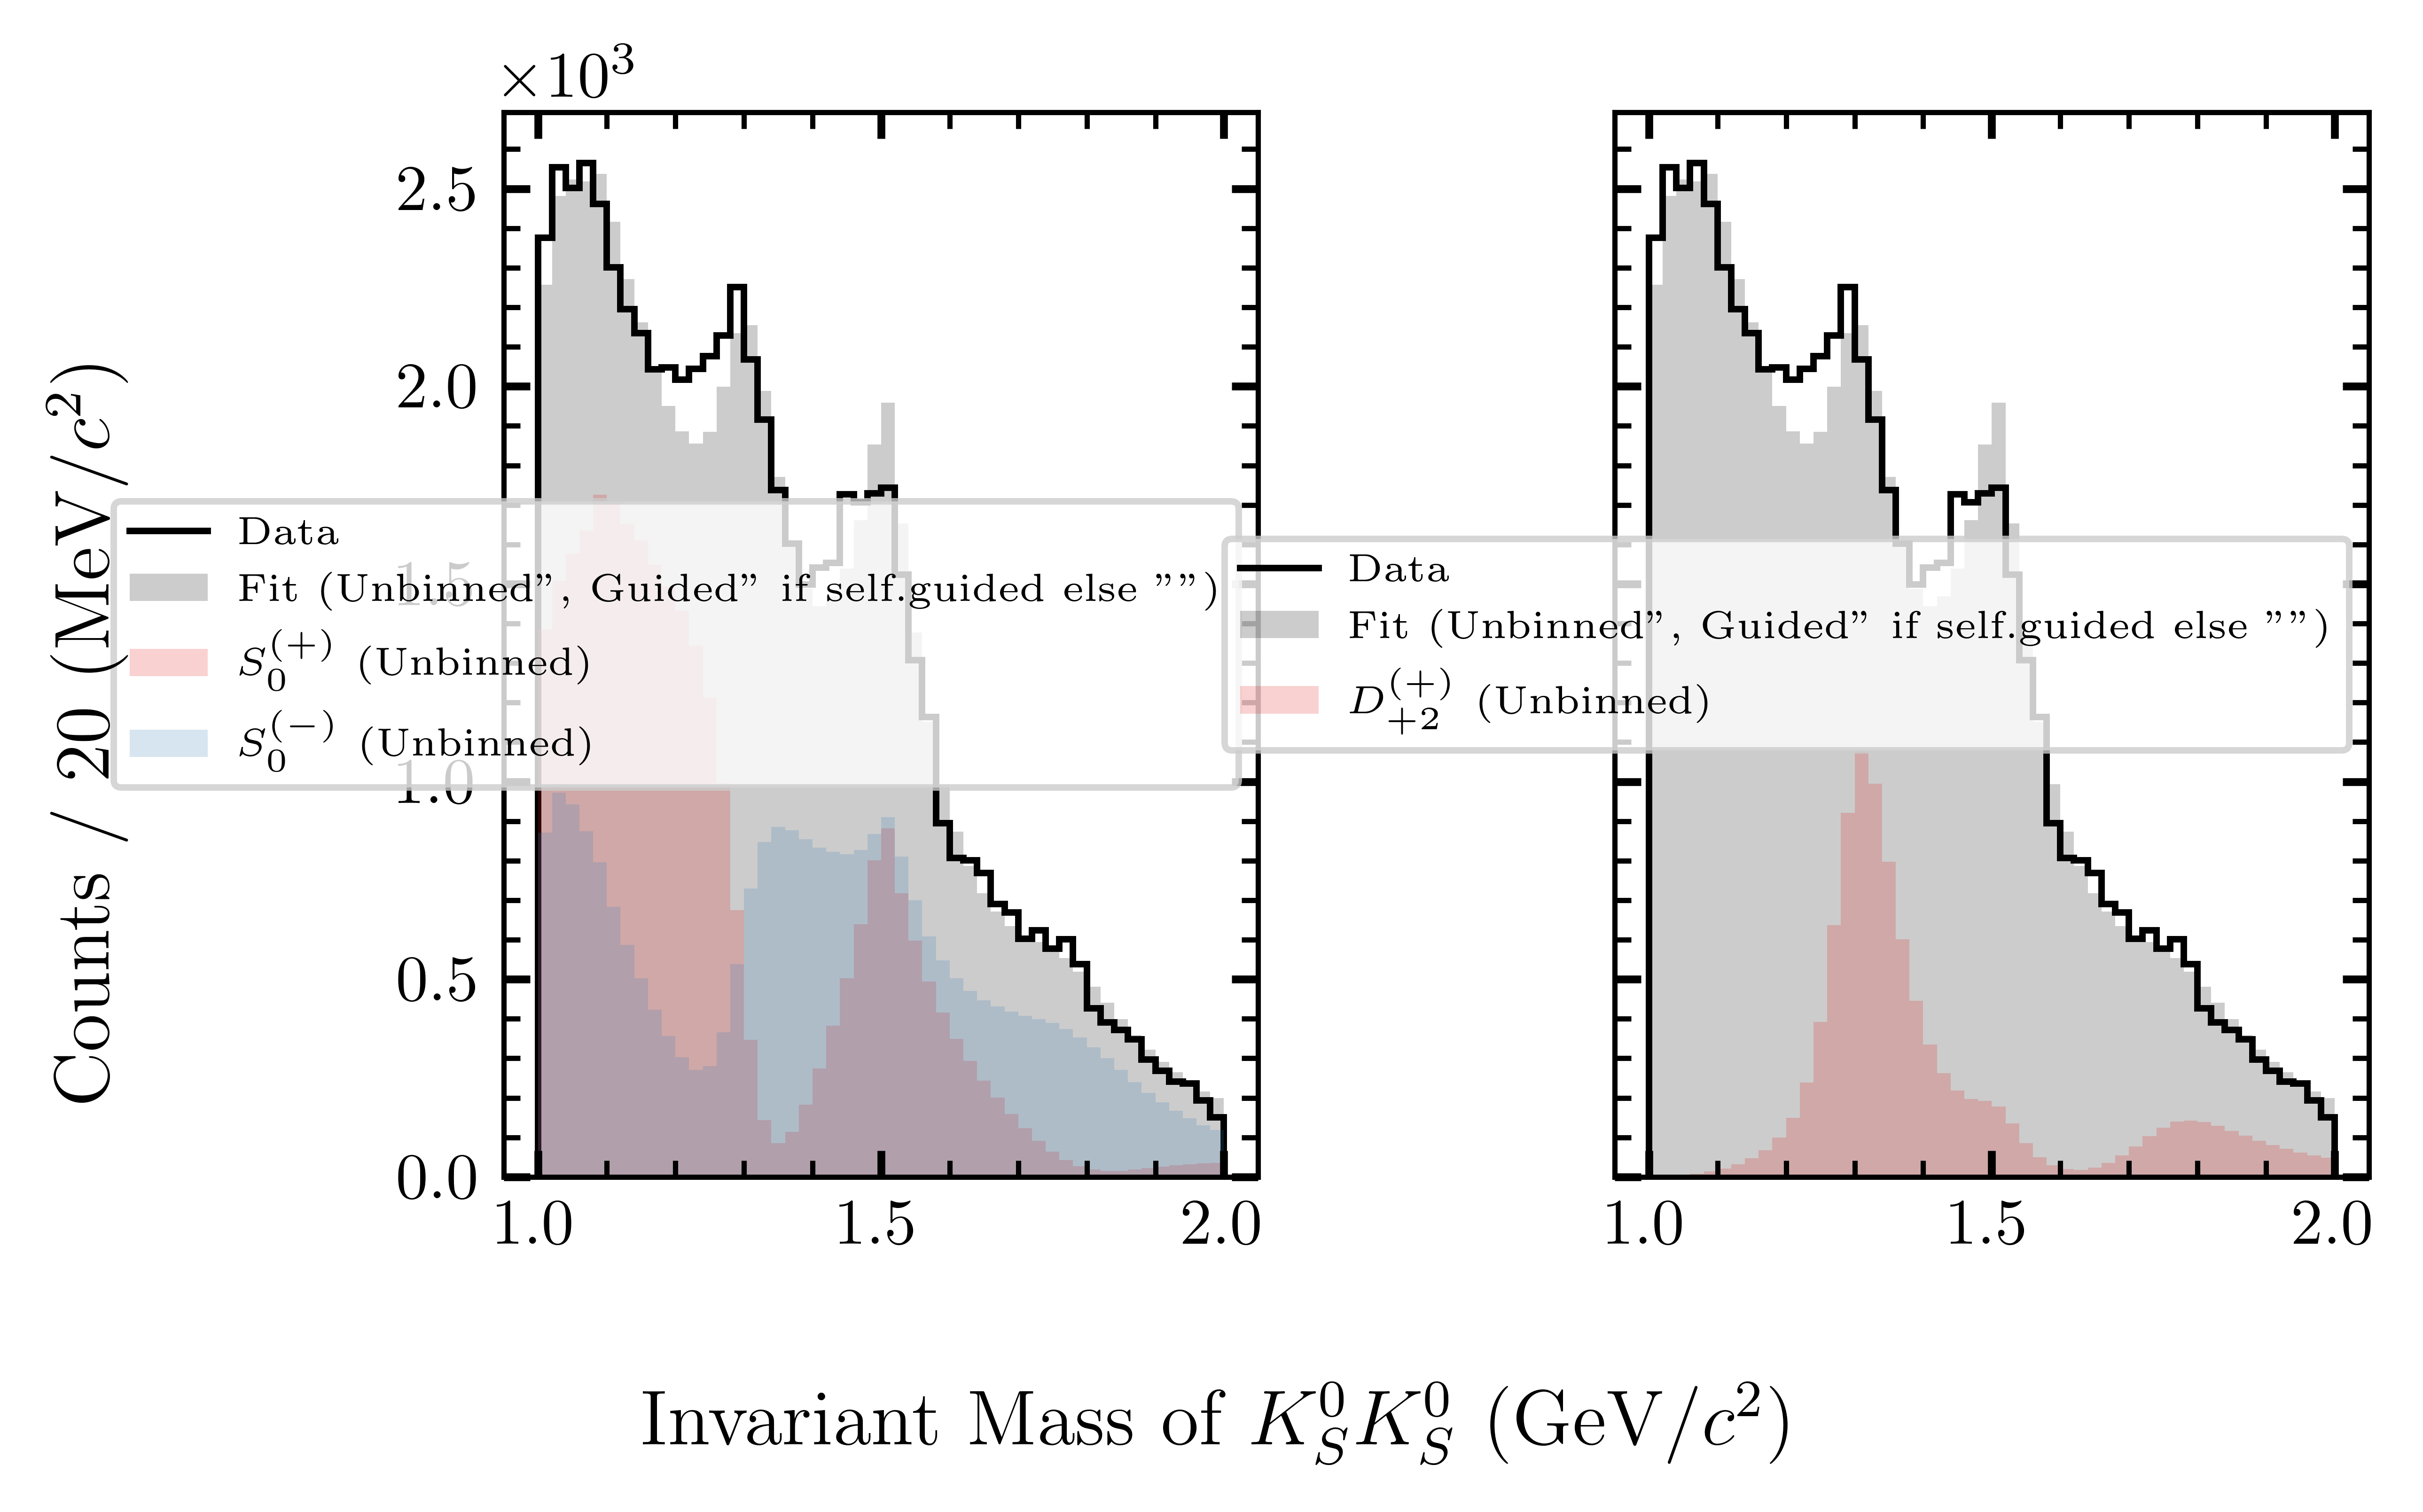 ×10³
2.5
2.0
1.5
1.0
0.5
0.0
Counts / 20 (MeV/c²)
Data
Fit (Unbinned”, Guided” if self.guided else ””)
S₀⁽⁺⁾ (Unbinned)
S₀⁽⁻⁾ (Unbinned)
Data
Fit (Unbinned”, Guided” if self.guided else ””)
D₊₂⁽⁺⁾ (Unbinned)
1.0 1.5 2.0
1.0 1.5 2.0
Invariant Mass of K⁰_S K⁰_S (GeV/c²)